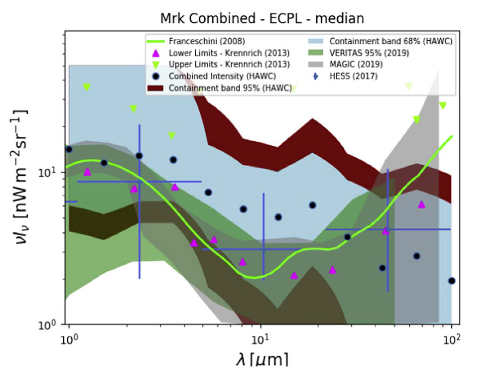 Mrk Combined - ECPL - median
Franceschini (2008)
Lower Limits - Krennrich (2013)
Upper Limits - Krennrich (2013)
Combined Intensity (HAWC)
Containment band 95% (HAWC)
Containment band 68% (HAWC)
VERITAS 95% (2019)
MAGIC (2019)
HESS (2017)
νIν [nW m⁻²sr⁻¹]
10¹
10⁰
10⁰ 10¹ 10²
λ [μm]